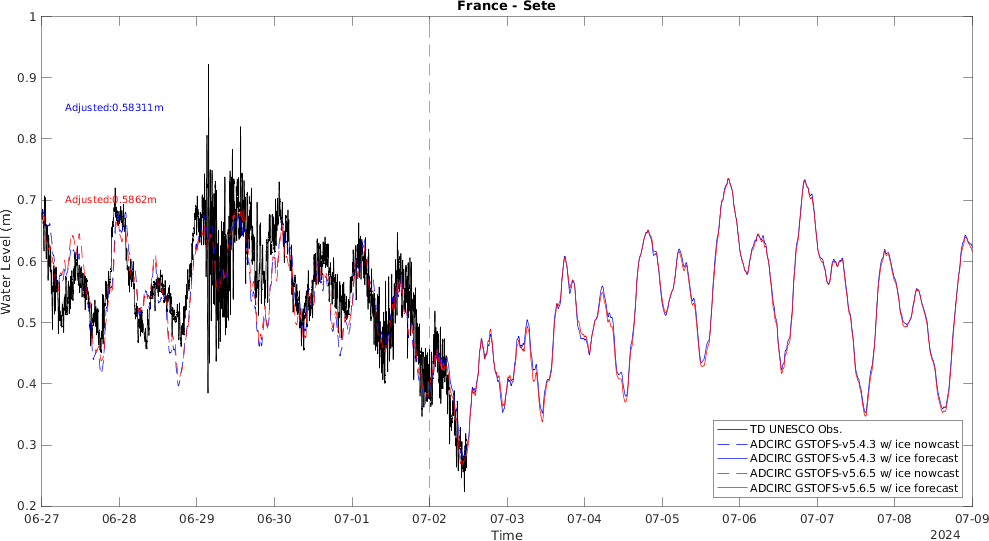 France - Sete
1
0.9
0.8
0.7
0.6
0.5
0.4
0.3
0.2
Water Level (m)
Adjusted:0.58311m
Adjusted:0.5862m
TD UNESCO Obs.
ADCIRC GSTOFS-v5.4.3 w/ ice nowcast
ADCIRC GSTOFS-v5.4.3 w/ ice forecast
ADCIRC GSTOFS-v5.6.5 w/ ice nowcast
ADCIRC GSTOFS-v5.6.5 w/ ice forecast
06-27 06-28 06-29 06-30 07-01 07-02 07-03 07-04 07-05 07-06 07-07 07-08 07-09
Time
2024